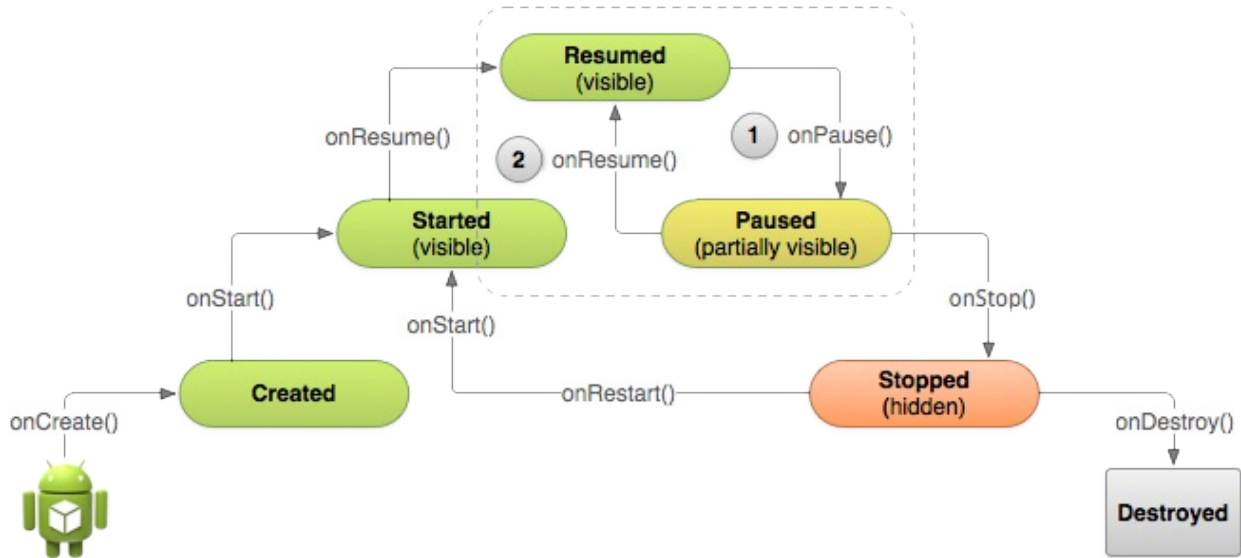 Resumed
(visible)
onResume()
2
onResume()
1
onPause()
Started
(visible)
Paused
(partially visible)
onStart()
onStart()
onStop()
Created
onRestart()
Stopped
(hidden)
onCreate()
onDestroy()
Destroyed